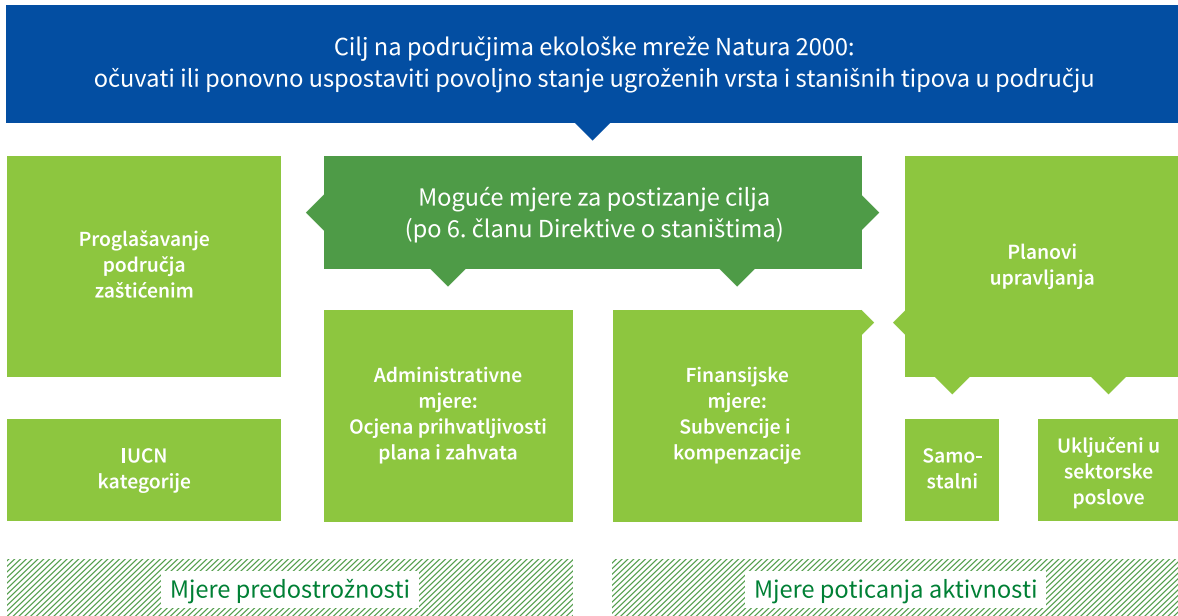 Cilj na područjima ekološke mreže Natura 2000:
očuvati ili ponovno uspostaviti povoljno stanje ugroženih vrsta i stanišnih tipova u području
Moguće mjere za postizanje cilja
(po 6. članu Direktive o staništima)
Proglašavanje
područja
zaštićenim
Planovi
upravljanja
Administrativne
mjere:
Ocjena prihvatljivosti
plana i zahvata
Finansijske
mjere:
Subvencije i
kompenzacije
IUCN
kategorije
Samo-
stalni
Uključeni u
sektorske
poslove
Mjere predostrožnosti
Mjere poticanja aktivnosti